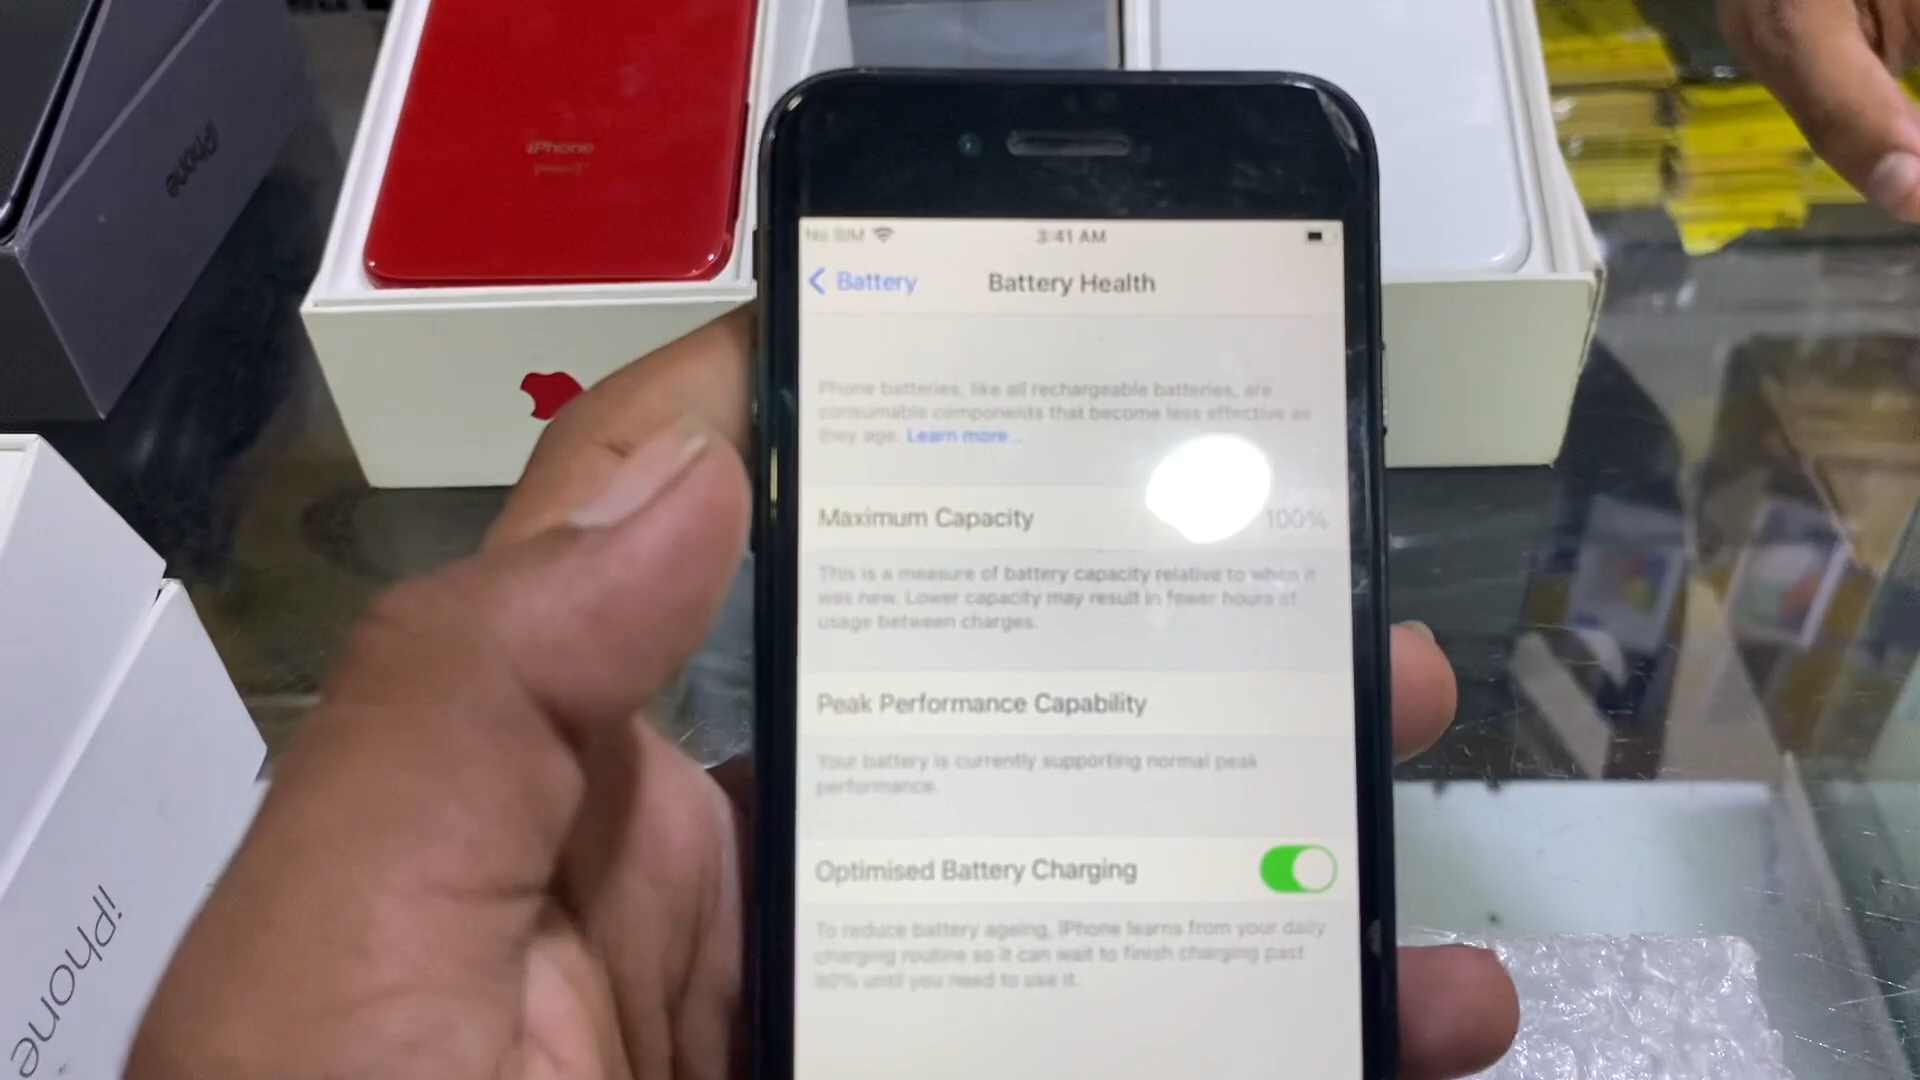 iPhone
iPhone
No SIM
3:41 AM
Battery
Battery Health
Phone batteries, like all rechargeable batteries, are
consumable components that become less effective as
they age. Learn more...
Maximum Capacity 100%
This is a measure of battery capacity relative to when it
was new. Lower capacity may result in fewer hours of
usage between charges.
Peak Performance Capability
Your battery is currently supporting normal peak
performance.
Optimised Battery Charging
To reduce battery ageing, iPhone learns from your daily
charging routine so it can wait to finish charging past
80% until you need to use it.
iPhone